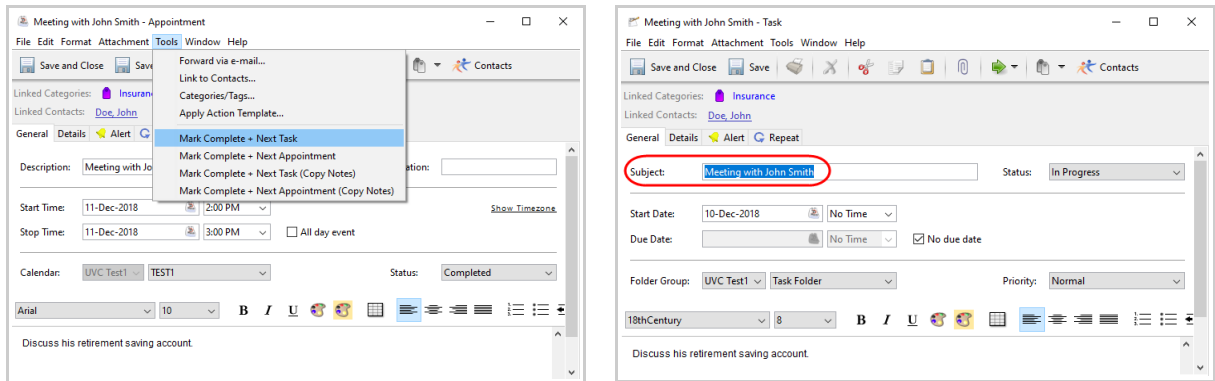 Meeting with John Smith - Appointment
File Edit Format Attachment Tools Window Help
Save and Close Save Contacts
Forward via e-mail...
Link to Contacts...
Categories/Tags...
Apply Action Template...
Mark Complete + Next Task
Mark Complete + Next Appointment
Mark Complete + Next Task (Copy Notes)
Mark Complete + Next Appointment (Copy Notes)
Linked Categories: Insuran
Linked Contacts: Doe, John
General Details Alert
Description: Meeting with Jo ation:
Start Time: 11-Dec-2018 2:00 PM Show Timezone
Stop Time: 11-Dec-2018 3:00 PM All day event
Calendar: UVC Test1 TEST1 Status: Completed
Arial 10 B I U
Discuss his retirement saving account.
Meeting with John Smith - Task
File Edit Format Attachment Tools Window Help
Save and Close Save Contacts
Linked Categories: Insurance
Linked Contacts: Doe, John
General Details Alert Repeat
Subject: Meeting with John Smith Status: In Progress
Start Date: 10-Dec-2018 No Time
Due Date: No Time No due date
Folder Group: UVC Test1 Task Folder Priority: Normal
18thCentury 8 B I U
Discuss his retirement saving account.